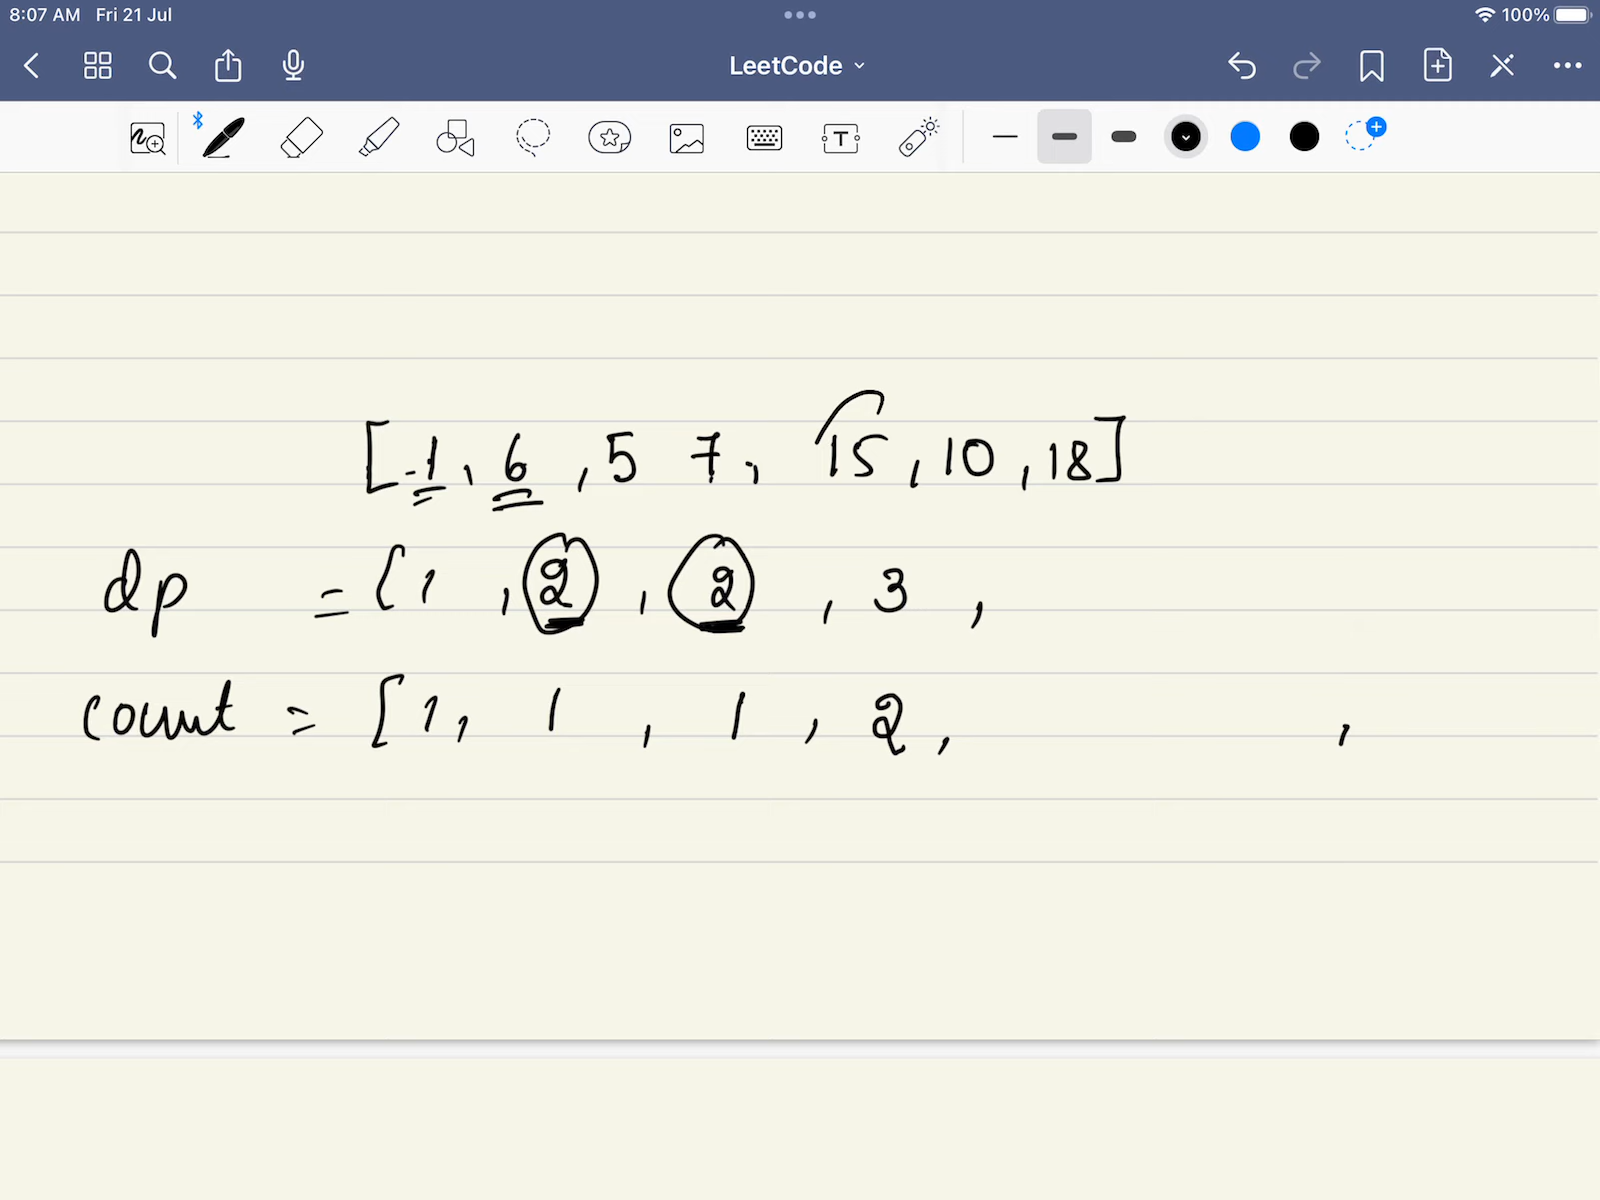 8:07 AM Fri 21 Jul 100%
LeetCode
T
[-1, 6, 5 7, 15, 10, 18]
dp = [1, 2, 2, 3,
count = [1, 1, 1, 2, ,